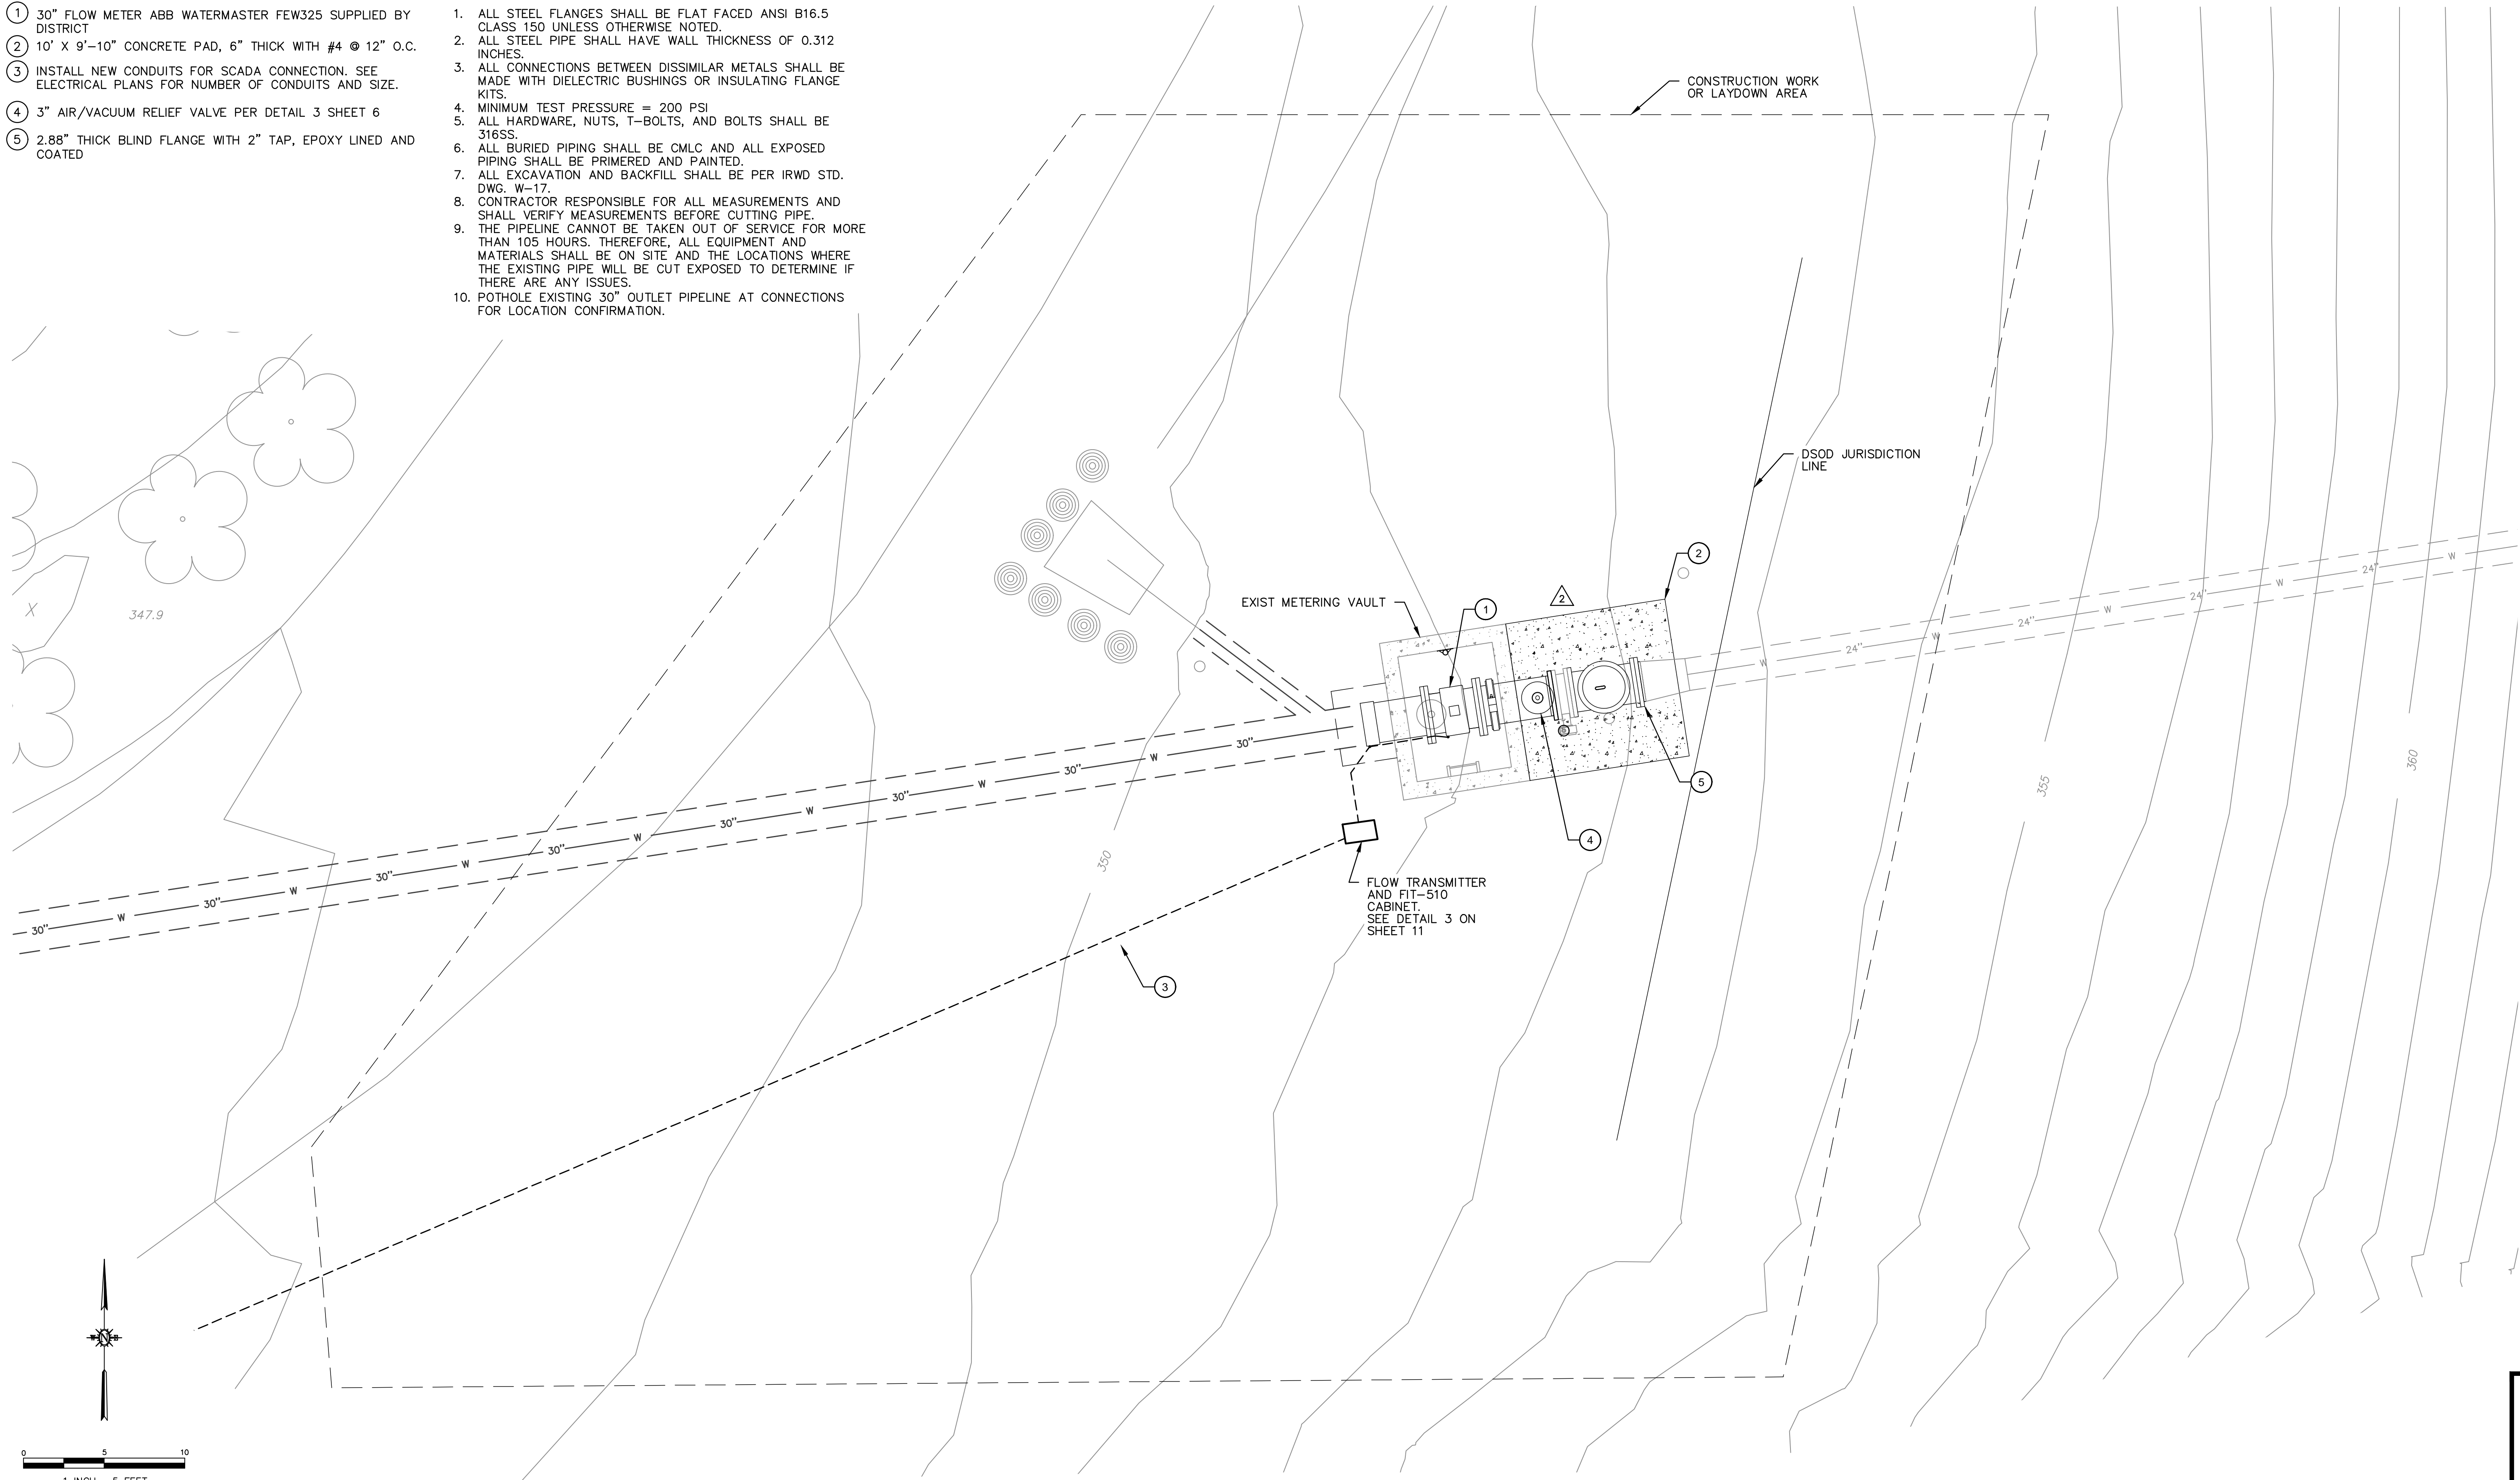 1 30" FLOW METER ABB WATERMASTER FEW325 SUPPLIED BY
DISTRICT
2 10' X 9'-10" CONCRETE PAD, 6" THICK WITH #4 @ 12" O.C.
3 INSTALL NEW CONDUITS FOR SCADA CONNECTION. SEE
ELECTRICAL PLANS FOR NUMBER OF CONDUITS AND SIZE.
4 3" AIR/VACUUM RELIEF VALVE PER DETAIL 3 SHEET 6
5 2.88" THICK BLIND FLANGE WITH 2" TAP, EPOXY LINED AND
COATED
1. ALL STEEL FLANGES SHALL BE FLAT FACED ANSI B16.5
CLASS 150 UNLESS OTHERWISE NOTED.
2. ALL STEEL PIPE SHALL HAVE WALL THICKNESS OF 0.312
INCHES.
3. ALL CONNECTIONS BETWEEN DISSIMILAR METALS SHALL BE
MADE WITH DIELECTRIC BUSHINGS OR INSULATING FLANGE
KITS.
4. MINIMUM TEST PRESSURE = 200 PSI
5. ALL HARDWARE, NUTS, T-BOLTS, AND BOLTS SHALL BE
316SS.
6. ALL BURIED PIPING SHALL BE CMLC AND ALL EXPOSED
PIPING SHALL BE PRIMERED AND PAINTED.
7. ALL EXCAVATION AND BACKFILL SHALL BE PER IRWD STD.
DWG. W-17.
8. CONTRACTOR RESPONSIBLE FOR ALL MEASUREMENTS AND
SHALL VERIFY MEASUREMENTS BEFORE CUTTING PIPE.
9. THE PIPELINE CANNOT BE TAKEN OUT OF SERVICE FOR MORE
THAN 105 HOURS. THEREFORE, ALL EQUIPMENT AND
MATERIALS SHALL BE ON SITE AND THE LOCATIONS WHERE
THE EXISTING PIPE WILL BE CUT EXPOSED TO DETERMINE IF
THERE ARE ANY ISSUES.
10. POTHOLE EXISTING 30" OUTLET PIPELINE AT CONNECTIONS
FOR LOCATION CONFIRMATION.
CONSTRUCTION WORK
OR LAYDOWN AREA
DSOD JURISDICTION
LINE
2
2
EXIST METERING VAULT
1
X
347.9
W 24" W 24" W 24" W 24" W
5
4
30" W 30" W 30" W 30" W 30" W 30" W 30" W 30"
350
355
360
FLOW TRANSMITTER
AND FIT-510
CABINET.
SEE DETAIL 3 ON
SHEET 11
3
N
0 5 10
1 INCH = 5 FEET